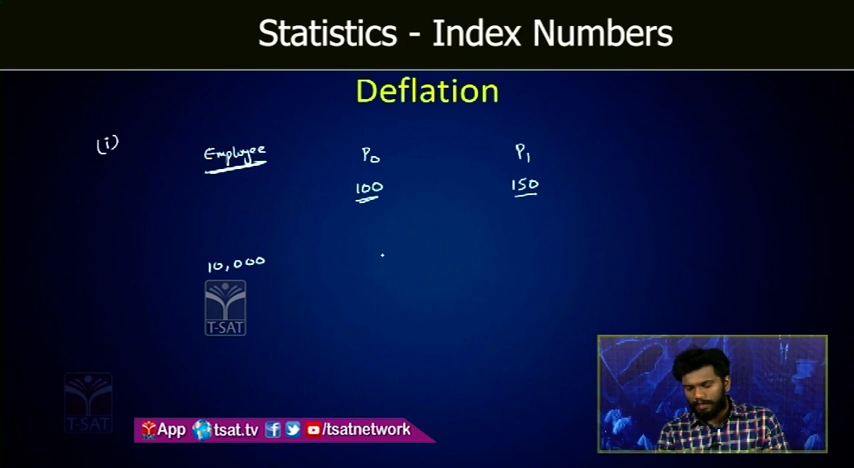 Statistics - Index Numbers
Deflation
(i)
Employee P₀ P₁
100 150
10,000
T-SAT
T-SAT
App tsat.tv /tsatnetwork